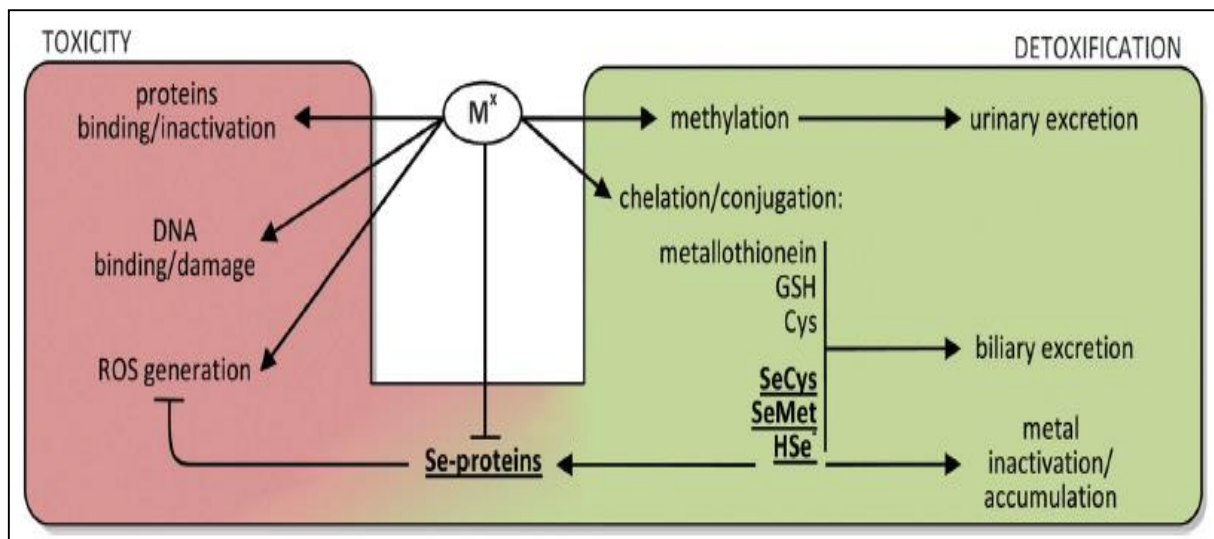 TOXICITY
DETOXIFICATION
proteins
binding/inactivation
M^x
methylation
urinary excretion
chelation/conjugation:
DNA
binding/damage
metallothionein
GSH
Cys
ROS generation
biliary excretion
SeCys
SeMet
HSe⁻
Se-proteins
metal
inactivation/
accumulation